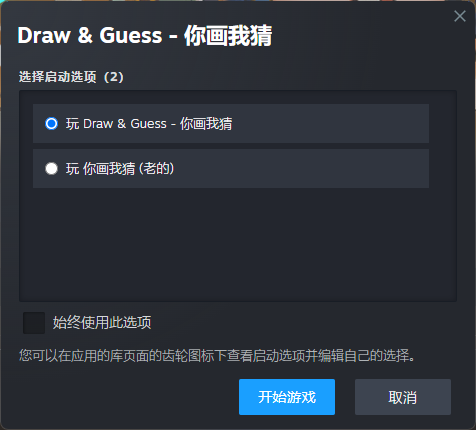 Draw & Guess - 你画我猜
选择启动选项（2）
玩 Draw & Guess - 你画我猜
玩 你画我猜 (老的)
始终使用此选项
您可以在应用的库页面的齿轮图标下查看启动选项并编辑自己的选择。
开始游戏 取消